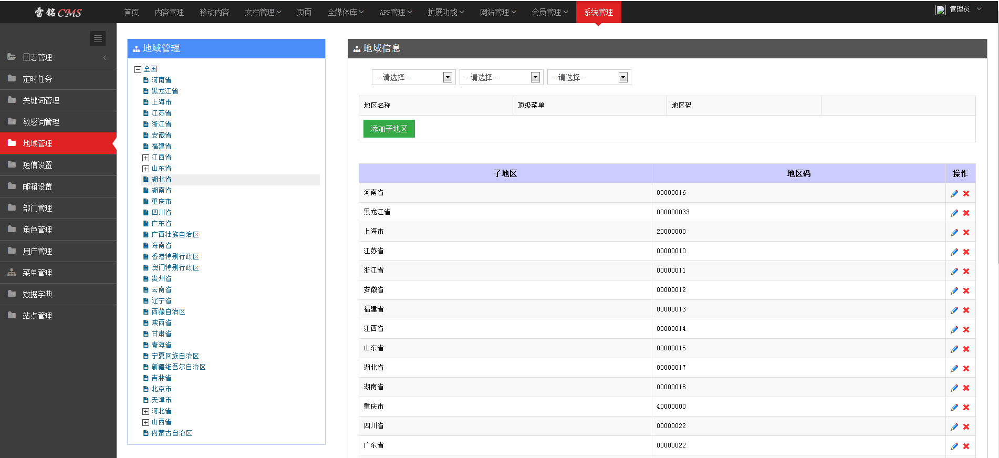 雷铭CMS
首页 内容管理 移动内容 文档管理 页面 全媒体库 APP管理 扩展功能 网站管理 会员管理 系统管理
管理员
日志管理
定时任务
关键词管理
敏感词管理
地域管理
短信设置
邮箱设置
部门管理
角色管理
用户管理
菜单管理
数据字典
站点管理
地域管理
全国
河南省
黑龙江省
上海市
江苏省
浙江省
安徽省
福建省
江西省
山东省
湖北省
湖南省
重庆市
四川省
广东省
广西壮族自治区
海南省
香港特别行政区
澳门特别行政区
贵州省
云南省
辽宁省
西藏自治区
陕西省
甘肃省
青海省
宁夏回族自治区
新疆维吾尔自治区
吉林省
北京市
天津市
河北省
山西省
内蒙古自治区
地域信息
--请选择-- --请选择-- --请选择--
地区名称 顶级菜单 地区码
添加子地区
子地区 地区码 操作
河南省 00000016
黑龙江省 000000033
上海市 20000000
江苏省 00000010
浙江省 00000011
安徽省 00000012
福建省 00000013
江西省 00000014
山东省 00000015
湖北省 00000017
湖南省 00000018
重庆市 40000000
四川省 00000022
广东省 00000022